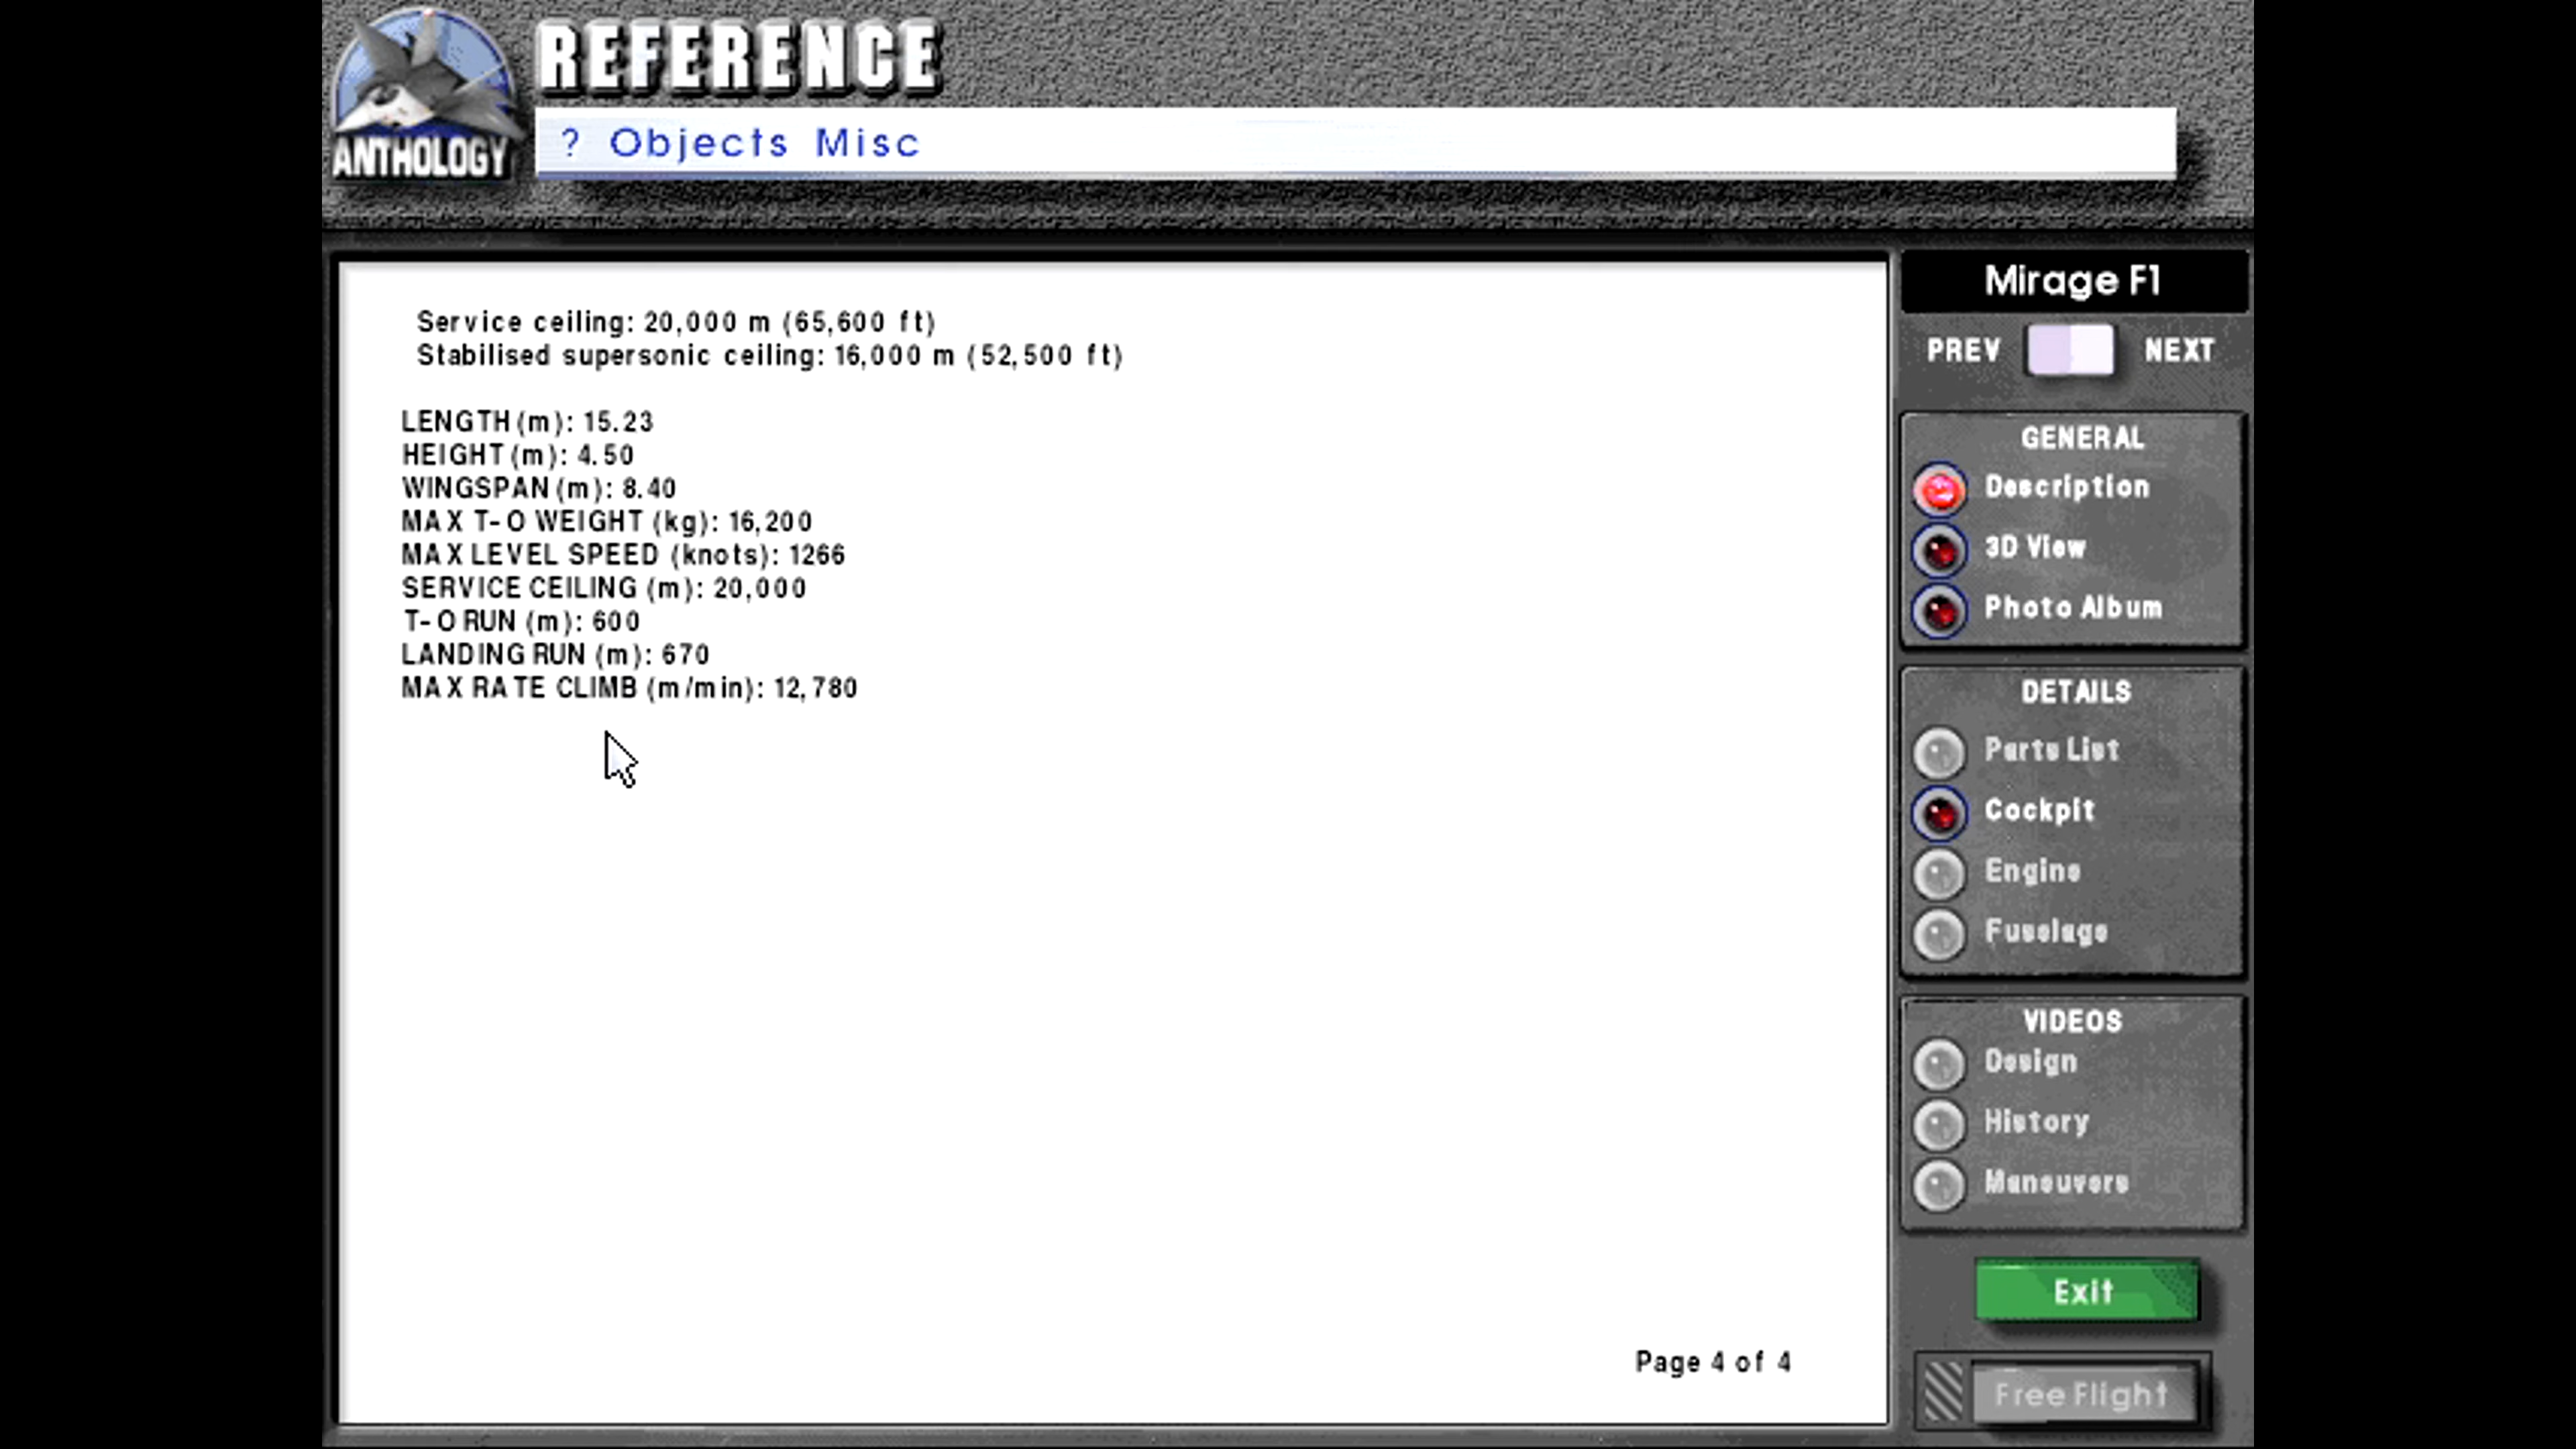 REFERENCE
ANTHOLOGY
? Objects Misc
Service ceiling: 20,000 m (65,600 ft)
Stabilised supersonic ceiling: 16,000 m (52,500 ft)
LENGTH (m): 15.23
HEIGHT (m): 4.50
WINGSPAN (m): 8.40
MAX T-O WEIGHT (kg): 16,200
MAX LEVEL SPEED (knots): 1266
SERVICE CEILING (m): 20,000
T-O RUN (m): 600
LANDING RUN (m): 670
MAX RATE CLIMB (m/min): 12,780
Page 4 of 4
Mirage F1
PREV NEXT
GENERAL
Description
3D View
Photo Album
DETAILS
Parts List
Cockpit
Engine
Fuselage
VIDEOS
Design
History
Maneuvers
Exit
Free Flight